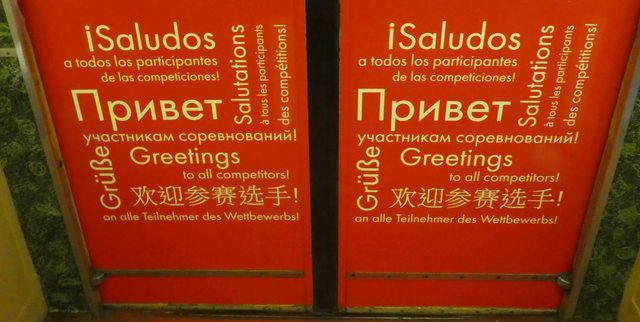 ¡Saludos
a todos los participantes
de las competiciones!
Salutations
à tous les participants
des compétitions!
Привет
участникам соревнований!
Greetings
to all competitors!
欢迎参赛选手!
Grüße
an alle Teilnehmer des Wettbewerbs!
¡Saludos
a todos los participantes
de las competiciones!
Salutations
à tous les participants
des compétitions!
Привет
участникам соревнований!
Greetings
to all competitors!
欢迎参赛选手!
Grüße
an alle Teilnehmer des Wettbewerbs!